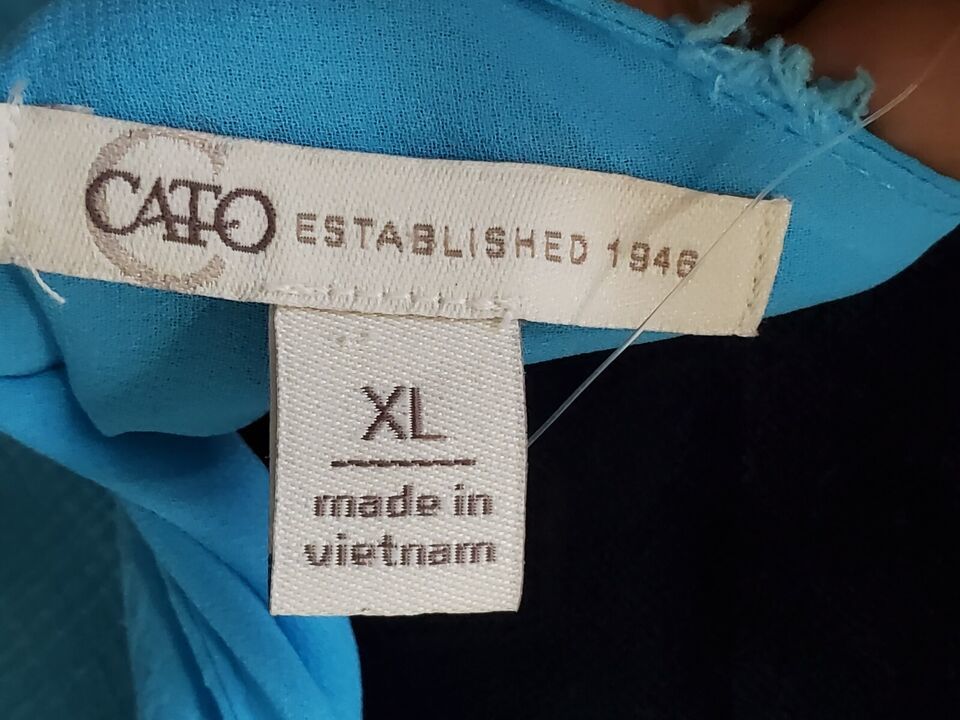 CATO ESTABLISHED 1946
XL
made in
vietnam